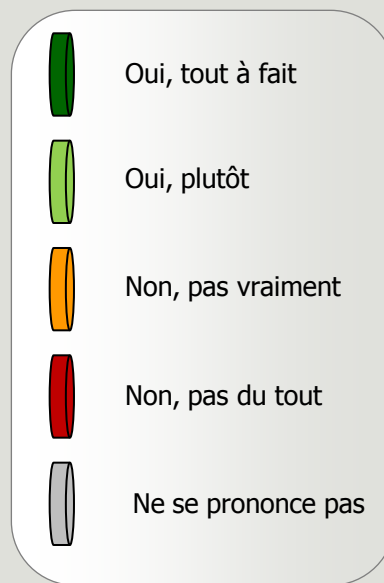 Oui, tout à fait
Oui, plutôt
Non, pas vraiment
Non, pas du tout
Ne se prononce pas